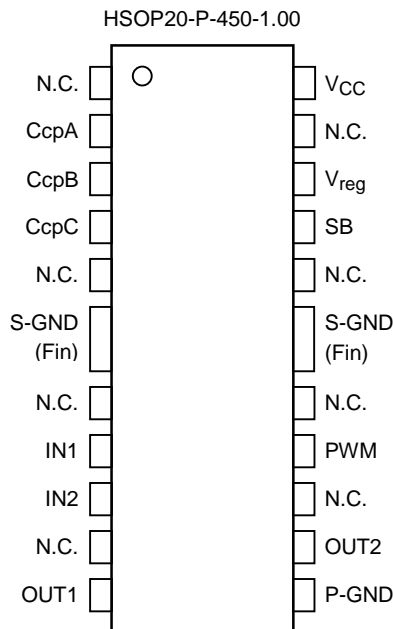 HSOP20-P-450-1.00
N.C. VCC
CcpA N.C.
CcpB Vreg
CcpC SB
N.C. N.C.
S-GND S-GND
(Fin) (Fin)
N.C. N.C.
IN1 PWM
IN2 N.C.
N.C. OUT2
OUT1 P-GND